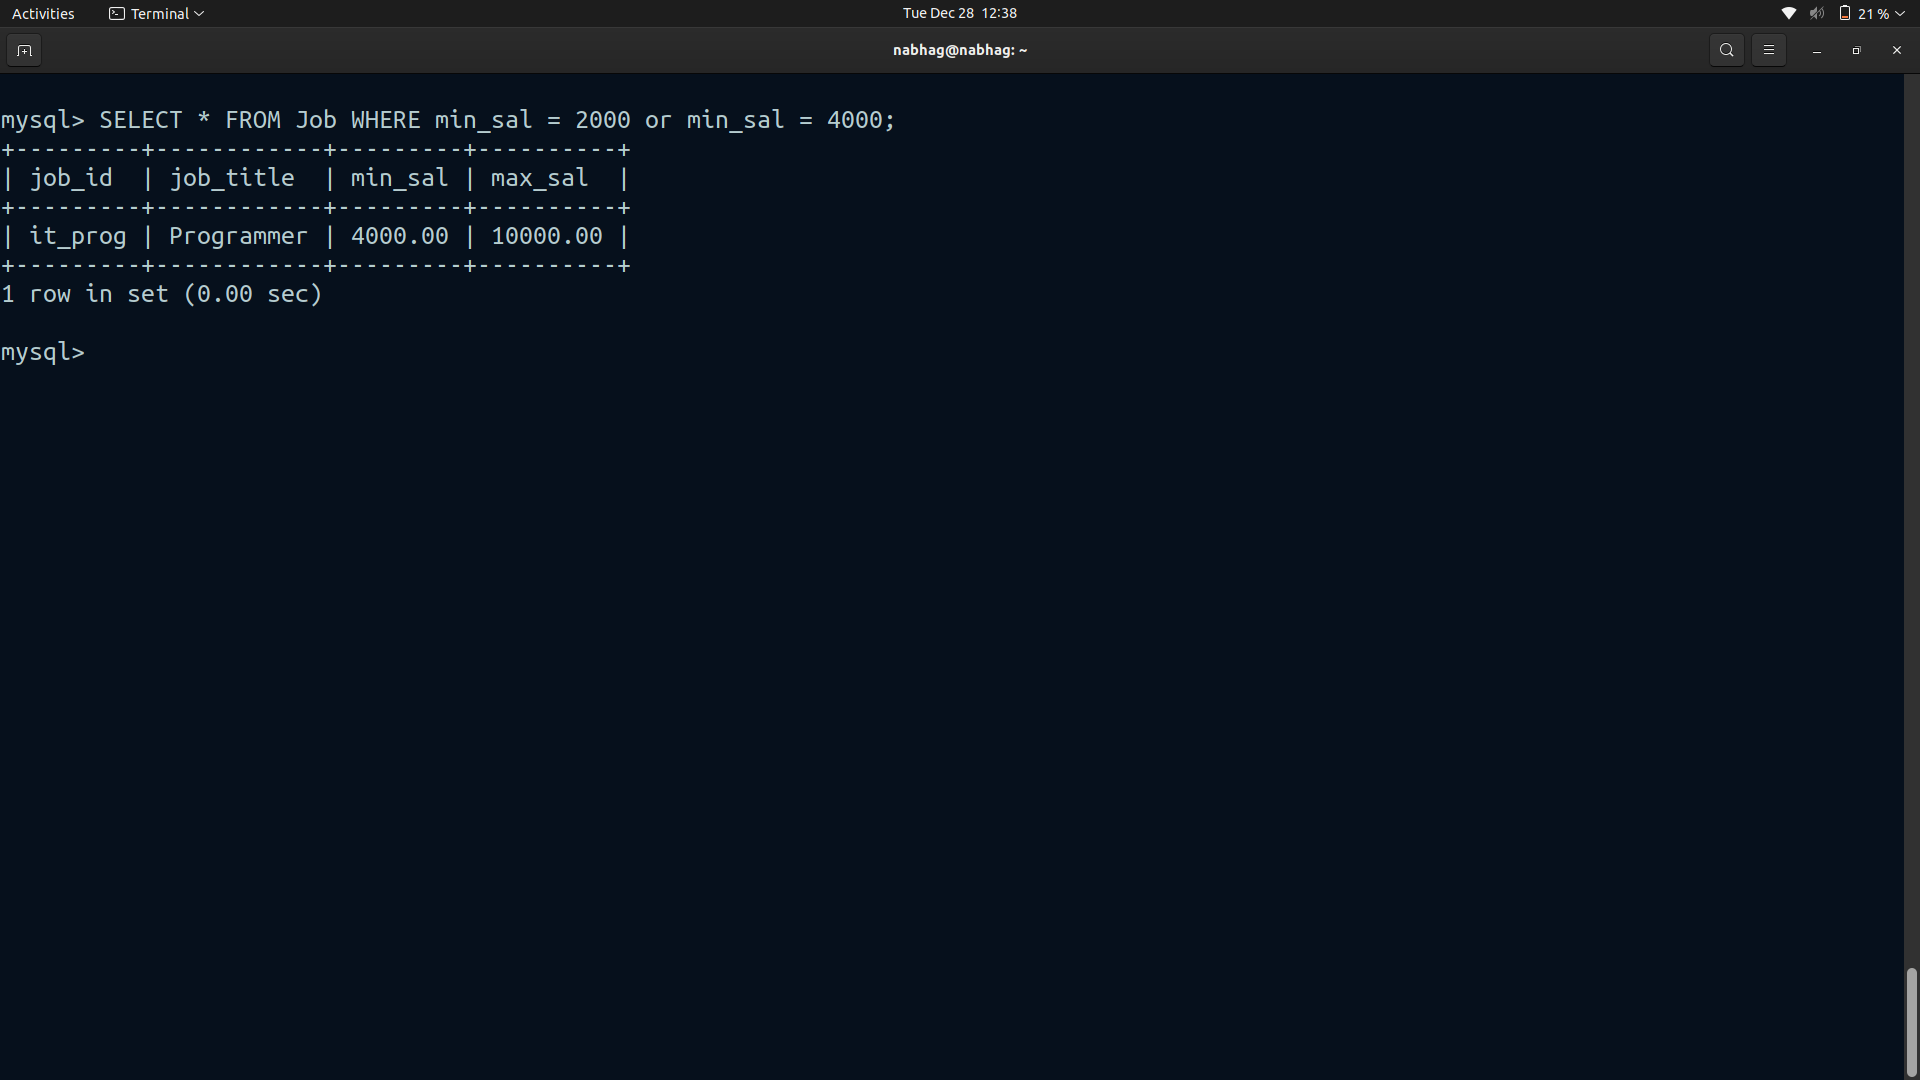 Activities Terminal Tue Dec 28 12:38 21 %
nabhag@nabhag: ~
mysql> SELECT * FROM Job WHERE min_sal = 2000 or min_sal = 4000;
+---------+------------+---------+----------+
| job_id  | job_title  | min_sal | max_sal  |
+---------+------------+---------+----------+
| it_prog | Programmer | 4000.00 | 10000.00 |
+---------+------------+---------+----------+
1 row in set (0.00 sec)
mysql>